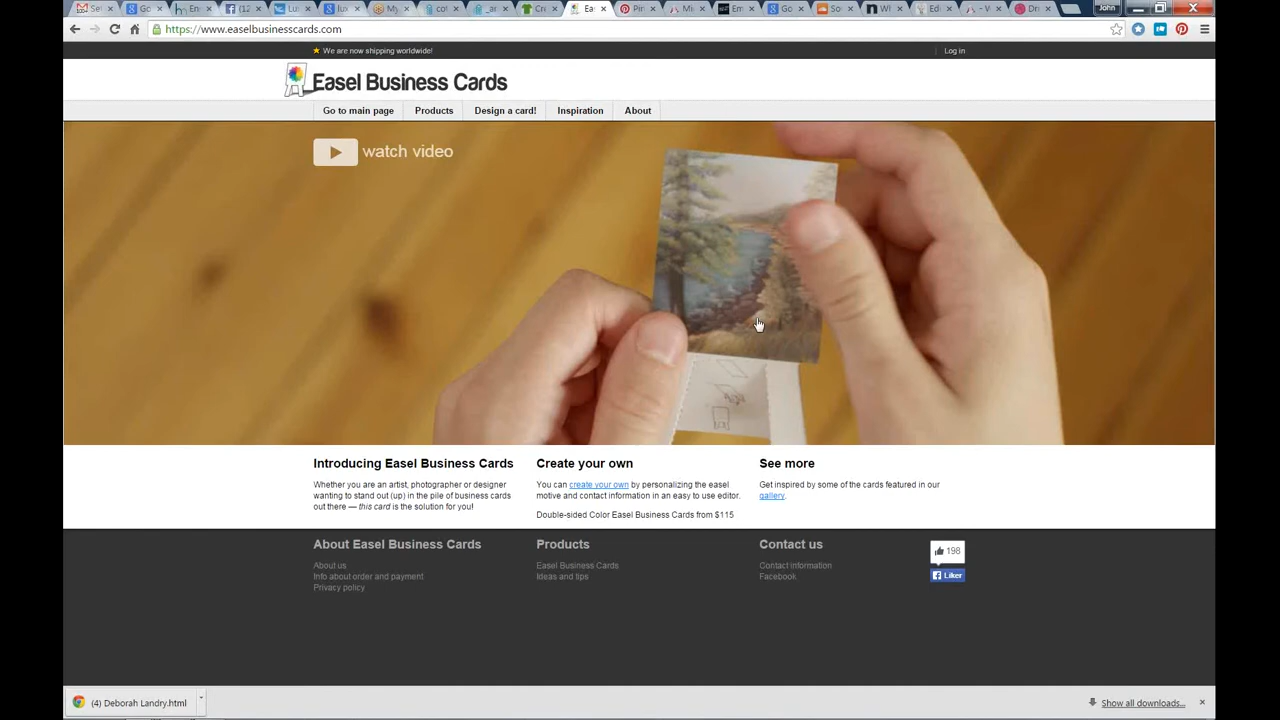 John
https://www.easelbusinesscards.com
We are now shipping worldwide!
Log in
Easel Business Cards
Go to main page
Products
Design a card!
Inspiration
About
watch video
Introducing Easel Business Cards
Whether you are an artist, photographer or designer
wanting to stand out (up) in the pile of business cards
out there — this card is the solution for you!
Create your own
You can create your own by personalizing the easel
motive and contact information in an easy to use editor.
Double-sided Color Easel Business Cards from $115
See more
Get inspired by some of the cards featured in our
gallery.
About Easel Business Cards
About us
Info about order and payment
Privacy policy
Products
Easel Business Cards
Ideas and tips
Contact us
Contact information
Facebook
198
Liker
(4) Deborah Landry.html
Show all downloads...